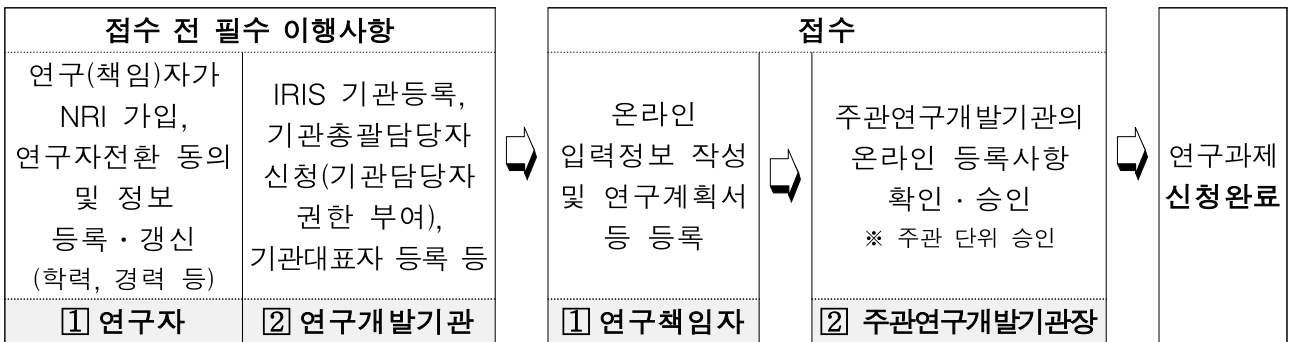 접수 전 필수 이행사항
연구(책임)자가
NRI 가입,
연구자전환 동의
및 정보
등록·갱신
(학력, 경력 등)
1 연구자
IRIS 기관등록,
기관총괄담당자
신청(기관담당자
권한 부여),
기관대표자 등록 등
2 연구개발기관
접수
온라인
입력정보 작성
및 연구계획서
등 등록
1 연구책임자
주관연구개발기관의
온라인 등록사항
확인·승인
※ 주관 단위 승인
2 주관연구개발기관장
연구과제
신청완료